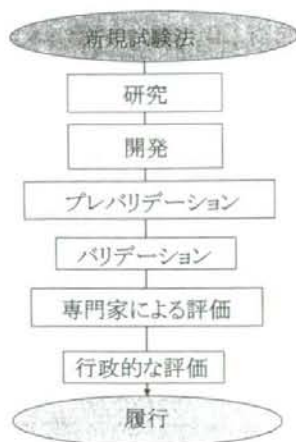 新規試験法
研究
開発
プレバリデーション
バリデーション
専門家による評価
行政的な評価
履行